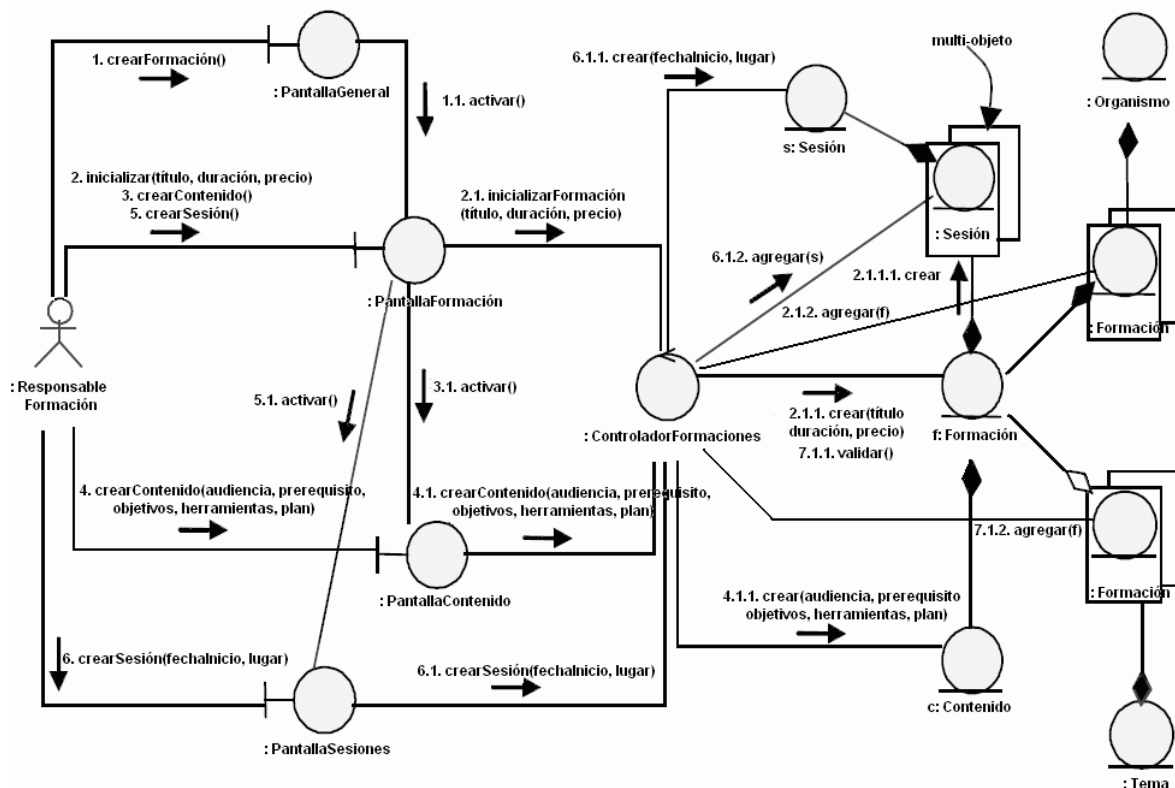 multi-objeto
6.1.1. crear(fechaInicio, lugar)
1. crearFormación()
: PantallaGeneral
1.1. activar()
: Organismo
s: Sesión
2. inicializar(título, duración, precio)
3. crearContenido()
5. crearSesión()
2.1. inicializarFormación
(título, duración, precio)
: Sesión
6.1.2. agregar(s)
2.1.1.1. crear
: PantallaFormación
2.1.2. agregar(f)
: Formación
: Responsable
Formación
3.1. activar()
5.1. activar()
: ControladorFormaciones
2.1.1. crear(título
duración, precio)
7.1.1. validar()
f: Formación
4. crearContenido(audiencia, prerequisito,
objetivos, herramientas, plan)
4.1. crearContenido(audiencia, prerequisito,
objetivos, herramientas, plan)
7.1.2. agregar(f)
: PantallaContenido
4.1.1. crear(audiencia, prerequisito
objetivos, herramientas, plan)
: Formación
6. crearSesión(fechaInicio, lugar)
6.1. crearSesión(fechaInicio, lugar)
c: Contenido
: PantallaSesiones
: Tema